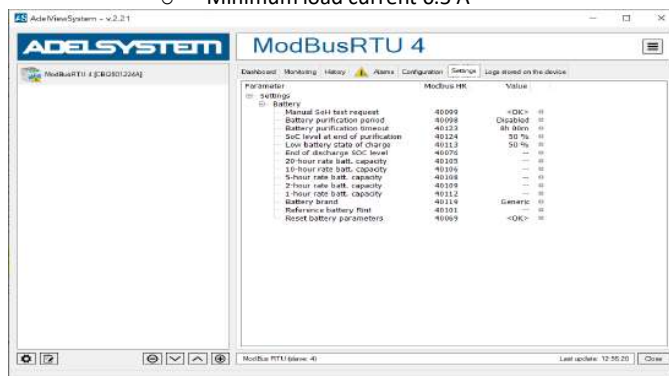 o Minimum load current 0.5 A
AdelViewSystem - v.2.2.1
ADELSYSTEM
ModBusRTU 4
ModBusRTU 4 [CBQ801224A]
Dashboard Monitoring History Alarms Configuration Settings Logs stored on the device
Parameter Modbus HR Value
Settings
Battery
Manual SoH test request 40099 <OK>
Battery purification period 40098 Disabled
Battery purification timeout 40123 8h 00m
SoC level at end of purification 40124 50 %
Low battery state of charge 40113 50 %
End of discharge SOC level 40076 —
20-hour rate batt. capacity 40105 —
10-hour rate batt. capacity 40106 —
5-hour rate batt. capacity 40108 —
2-hour rate batt. capacity 40109 —
1-hour rate batt. capacity 40112 —
Battery brand 40119 Generic
Reference battery Rint 40101 —
Reset battery parameters 40069 <OK>
ModBus RTU (slave: 4) Last update: 12:36:20 Close